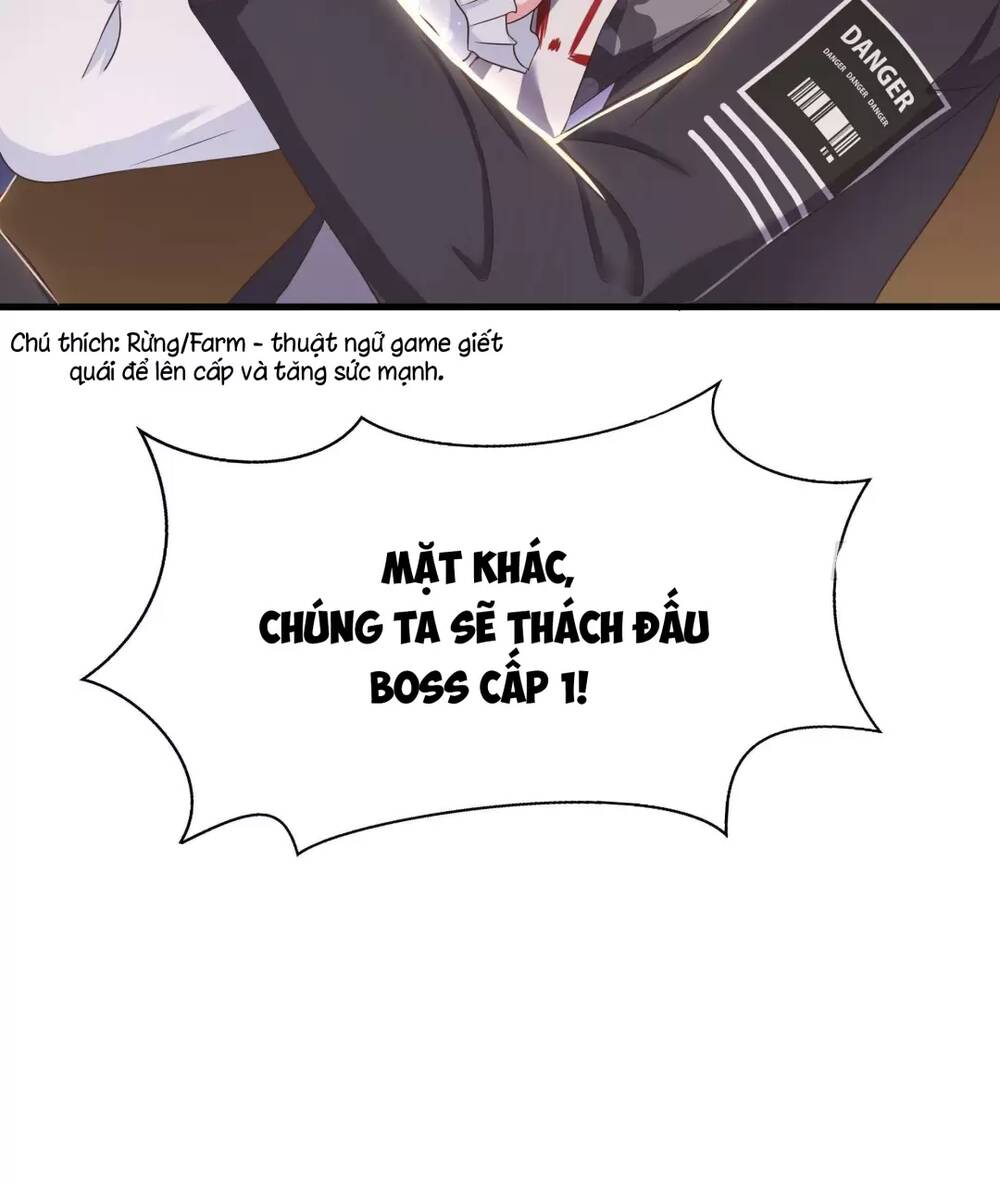 DANGER
DANGER DANGER DANGER
Chú thích: Rừng/Farm - thuật ngữ game giết
quái để lên cấp và tăng sức mạnh.
MẶT KHÁC,
CHÚNG TA SẼ THÁCH ĐẤU
BOSS CẤP 1!